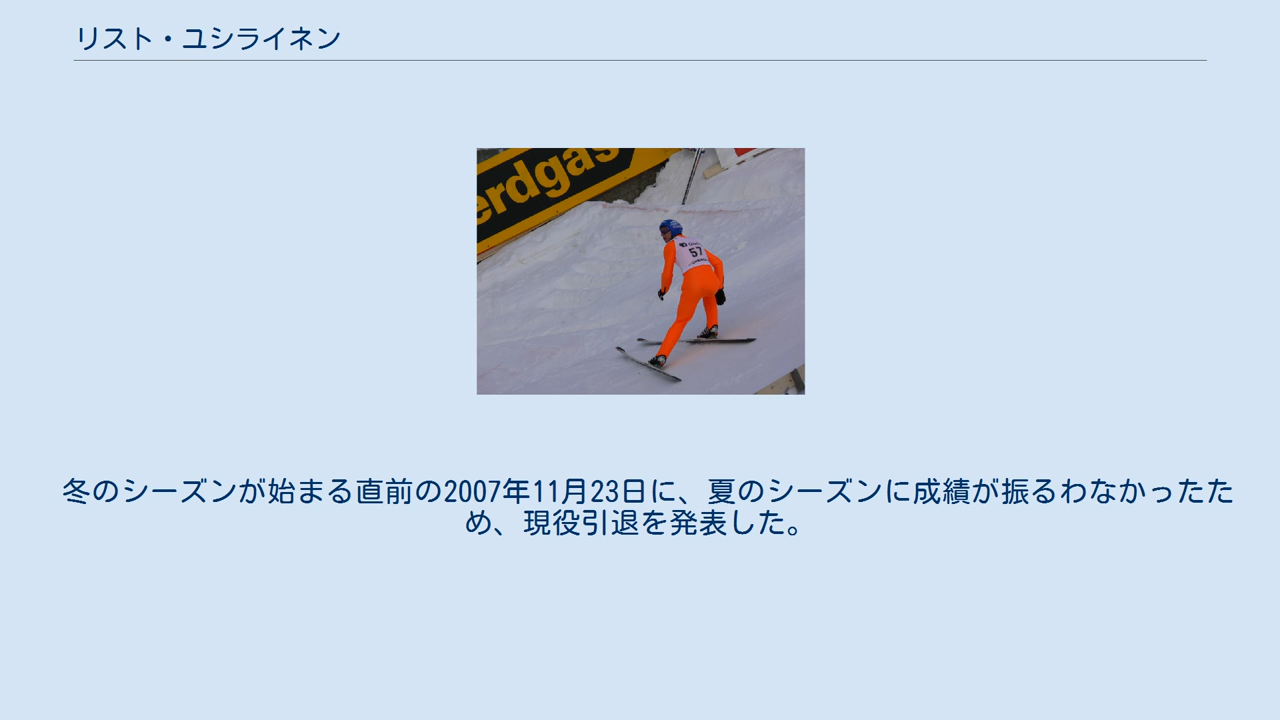 リスト・ユシライネン
erdgas
57
冬のシーズンが始まる直前の2007年11月23日に、夏のシーズンに成績が振るわなかったた
め、現役引退を発表した。